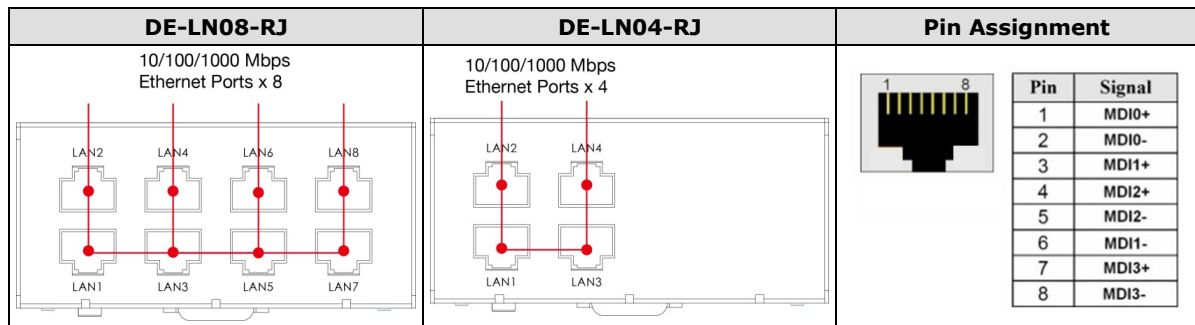 DE-LN08-RJ
DE-LN04-RJ
Pin Assignment
10/100/1000 Mbps
Ethernet Ports x 8
LAN2 LAN4 LAN6 LAN8
LAN1 LAN3 LAN5 LAN7
10/100/1000 Mbps
Ethernet Ports x 4
LAN2 LAN4
LAN1 LAN3
1 8
Pin Signal
1 MDI0+
2 MDI0-
3 MDI1+
4 MDI2+
5 MDI2-
6 MDI1-
7 MDI3+
8 MDI3-